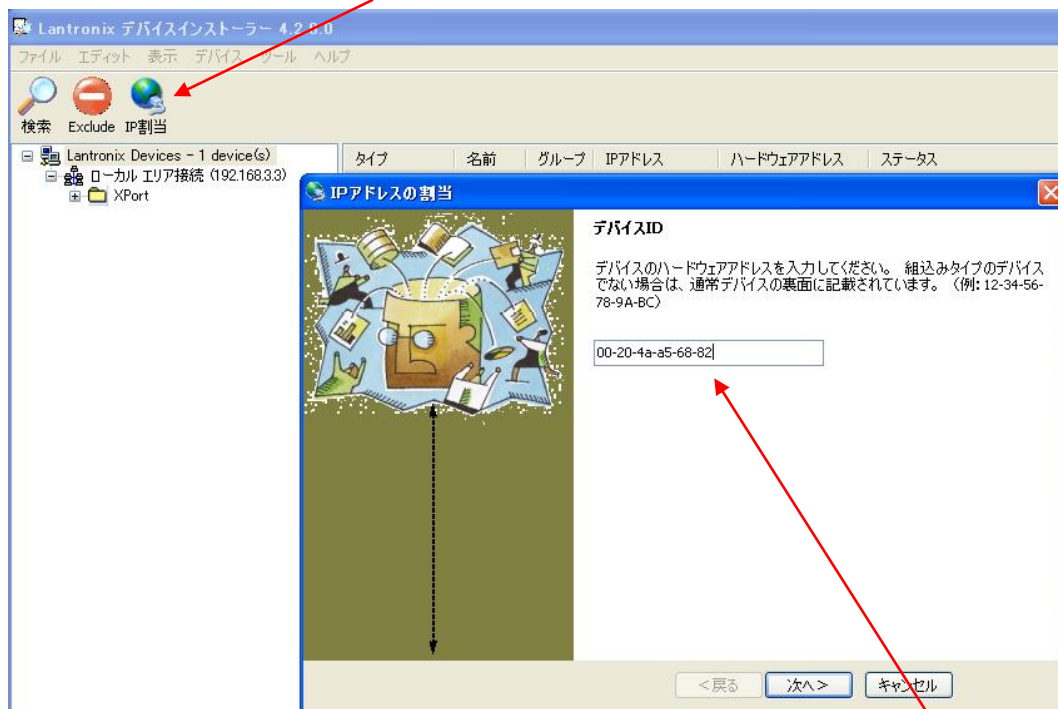 Lantronix デバイスインストーラー 4.2.0.0
ファイル エディット 表示 デバイス ツール ヘルプ
検索 Exclude IP割当
Lantronix Devices - 1 device(s)
ローカル エリア接続 (192.168.3.3)
XPort
タイプ 名前 グループ IPアドレス ハードウェアアドレス ステータス
IPアドレスの割当
デバイスID
デバイスのハードウェアアドレスを入力してください。 組込みタイプのデバイス
でない場合は、通常デバイスの裏面に記載されています。 (例: 12-34-56-
78-9A-BC)
00-20-4a-a5-68-82
<戻る 次へ> キャンセル